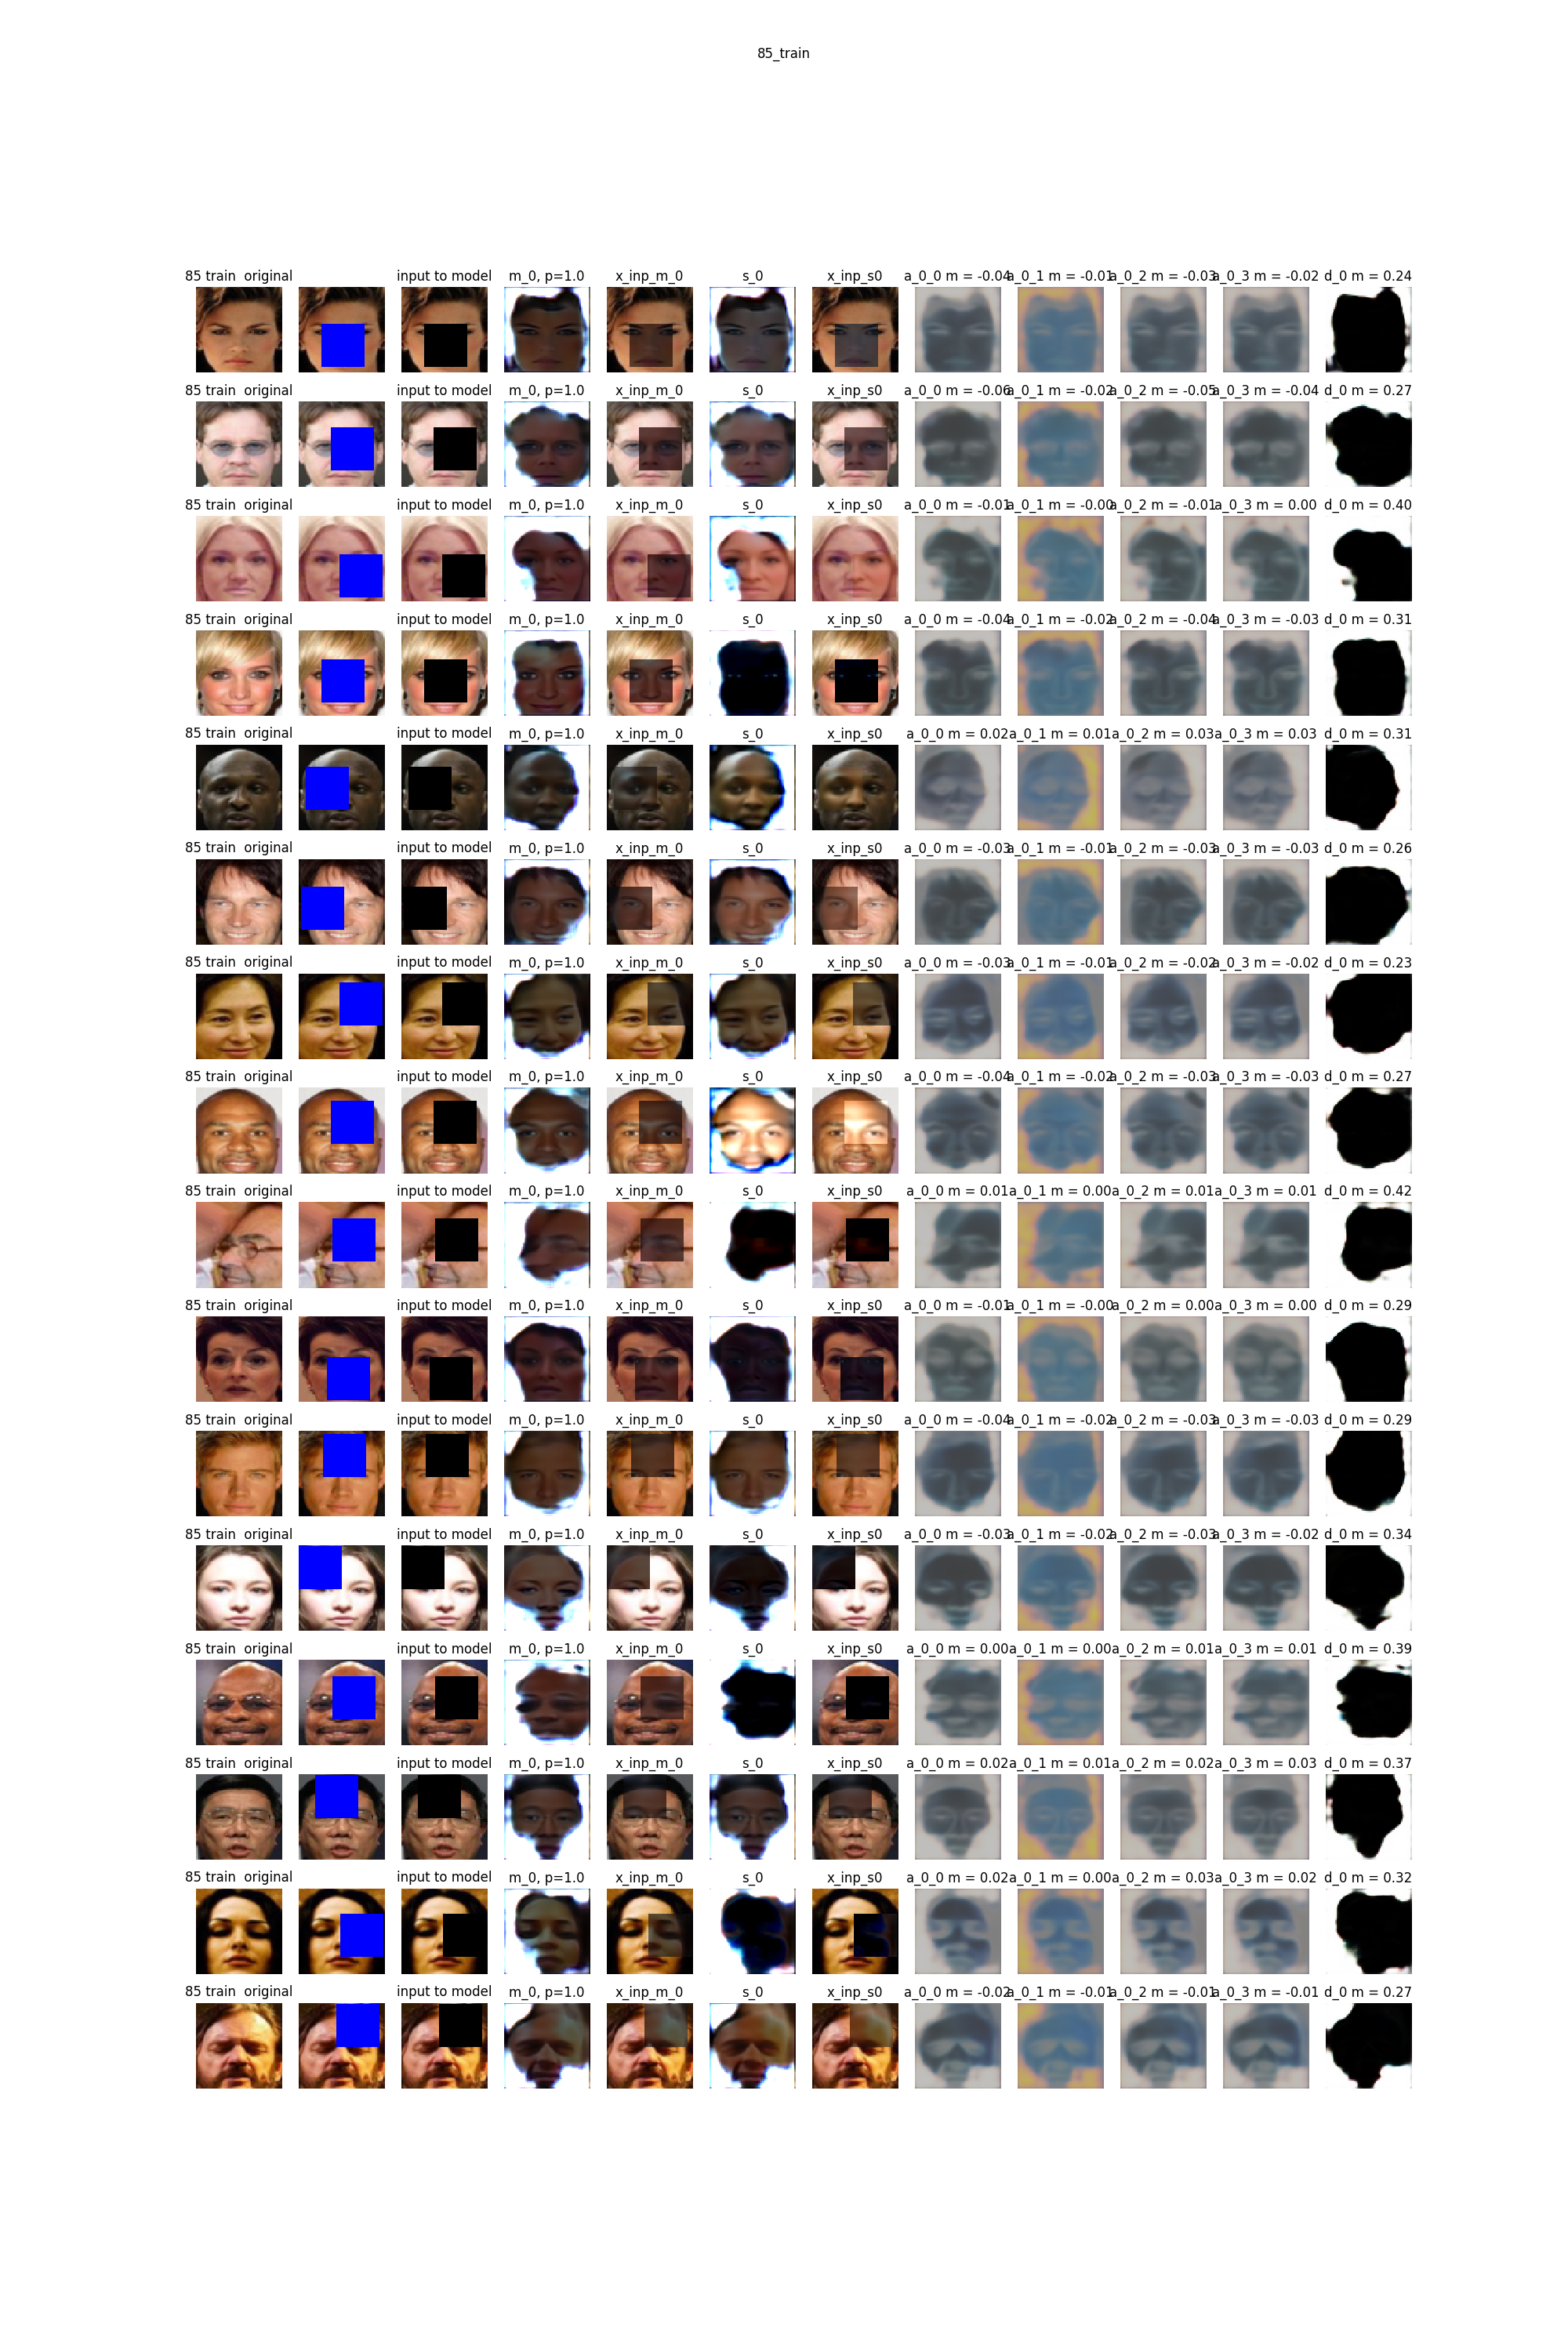 85_train
85 train  original input to model m_0, p=1.0 x_inp_m_0 s_0 x_inp_s0 a_0_0 m = -0.04 a_0_1 m = -0.01 a_0_2 m = -0.03 a_0_3 m = -0.02 d_0 m = 0.24
85 train  original input to model m_0, p=1.0 x_inp_m_0 s_0 x_inp_s0 a_0_0 m = -0.06 a_0_1 m = -0.02 a_0_2 m = -0.05 a_0_3 m = -0.04 d_0 m = 0.27
85 train  original input to model m_0, p=1.0 x_inp_m_0 s_0 x_inp_s0 a_0_0 m = -0.01 a_0_1 m = -0.00 a_0_2 m = -0.01 a_0_3 m = 0.00 d_0 m = 0.40
85 train  original input to model m_0, p=1.0 x_inp_m_0 s_0 x_inp_s0 a_0_0 m = -0.04 a_0_1 m = -0.02 a_0_2 m = -0.04 a_0_3 m = -0.03 d_0 m = 0.31
85 train  original input to model m_0, p=1.0 x_inp_m_0 s_0 x_inp_s0 a_0_0 m = 0.02 a_0_1 m = 0.01 a_0_2 m = 0.03 a_0_3 m = 0.03 d_0 m = 0.31
85 train  original input to model m_0, p=1.0 x_inp_m_0 s_0 x_inp_s0 a_0_0 m = -0.03 a_0_1 m = -0.01 a_0_2 m = -0.03 a_0_3 m = -0.03 d_0 m = 0.26
85 train  original input to model m_0, p=1.0 x_inp_m_0 s_0 x_inp_s0 a_0_0 m = -0.03 a_0_1 m = -0.01 a_0_2 m = -0.02 a_0_3 m = -0.02 d_0 m = 0.23
85 train  original input to model m_0, p=1.0 x_inp_m_0 s_0 x_inp_s0 a_0_0 m = -0.04 a_0_1 m = -0.02 a_0_2 m = -0.03 a_0_3 m = -0.03 d_0 m = 0.27
85 train  original input to model m_0, p=1.0 x_inp_m_0 s_0 x_inp_s0 a_0_0 m = 0.01 a_0_1 m = 0.00 a_0_2 m = 0.01 a_0_3 m = 0.01 d_0 m = 0.42
85 train  original input to model m_0, p=1.0 x_inp_m_0 s_0 x_inp_s0 a_0_0 m = -0.01 a_0_1 m = -0.00 a_0_2 m = 0.00 a_0_3 m = 0.00 d_0 m = 0.29
85 train  original input to model m_0, p=1.0 x_inp_m_0 s_0 x_inp_s0 a_0_0 m = -0.04 a_0_1 m = -0.02 a_0_2 m = -0.03 a_0_3 m = -0.03 d_0 m = 0.29
85 train  original input to model m_0, p=1.0 x_inp_m_0 s_0 x_inp_s0 a_0_0 m = -0.03 a_0_1 m = -0.02 a_0_2 m = -0.03 a_0_3 m = -0.02 d_0 m = 0.34
85 train  original input to model m_0, p=1.0 x_inp_m_0 s_0 x_inp_s0 a_0_0 m = 0.00 a_0_1 m = 0.00 a_0_2 m = 0.01 a_0_3 m = 0.01 d_0 m = 0.39
85 train  original input to model m_0, p=1.0 x_inp_m_0 s_0 x_inp_s0 a_0_0 m = 0.02 a_0_1 m = 0.01 a_0_2 m = 0.02 a_0_3 m = 0.03 d_0 m = 0.37
85 train  original input to model m_0, p=1.0 x_inp_m_0 s_0 x_inp_s0 a_0_0 m = 0.02 a_0_1 m = 0.00 a_0_2 m = 0.03 a_0_3 m = 0.02 d_0 m = 0.32
85 train  original input to model m_0, p=1.0 x_inp_m_0 s_0 x_inp_s0 a_0_0 m = -0.02 a_0_1 m = -0.01 a_0_2 m = -0.01 a_0_3 m = -0.01 d_0 m = 0.27